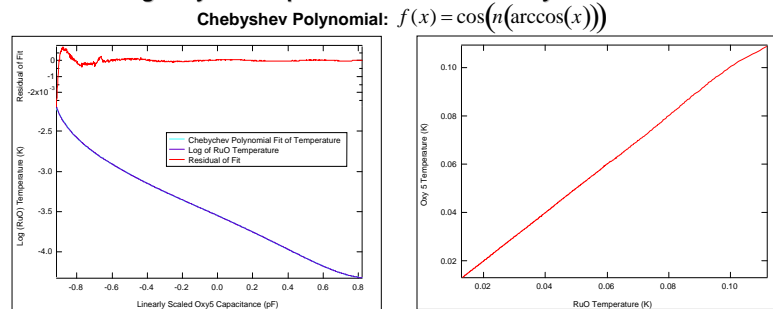 Chebyshev Polynomial: f(x) = cos(n(arccos(x)))
Residual of Fit
0
-1
-2x10⁻³
-2.5
-3.0
-3.5
-4.0
Log (RuO) Temperature (K)
Chebychev Polynomial Fit of Temperature
Log of RuO Temperature
Residual of Fit
-0.8 -0.6 -0.4 -0.2 0.0 0.2 0.4 0.6 0.8
Linearly Scaled Oxy5 Capacitance (pF)
Oxy 5 Temperature (K)
0.10
0.08
0.06
0.04
0.02
0.02 0.04 0.06 0.08 0.10
RuO Temperature (K)